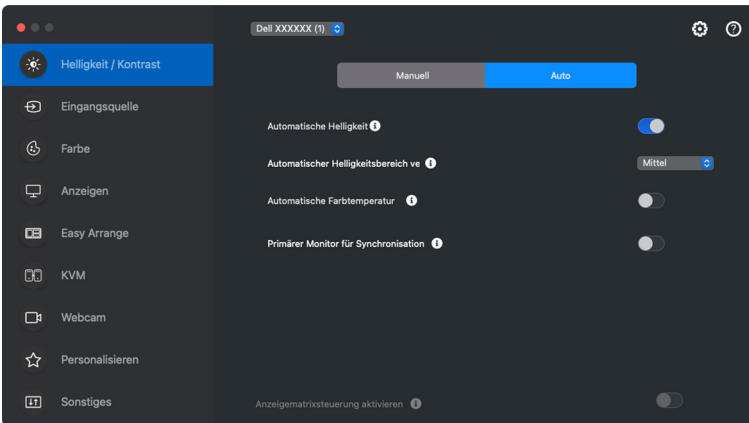 Dell XXXXXX (1)
Helligkeit / Kontrast
Manuell
Auto
Eingangsquelle
Automatische Helligkeit
Farbe
Automatischer Helligkeitsbereich ve
Mittel
Anzeigen
Automatische Farbtemperatur
Easy Arrange
Primärer Monitor für Synchronisation
KVM
Webcam
Personalisieren
Sonstiges
Anzeigematrixsteuerung aktivieren